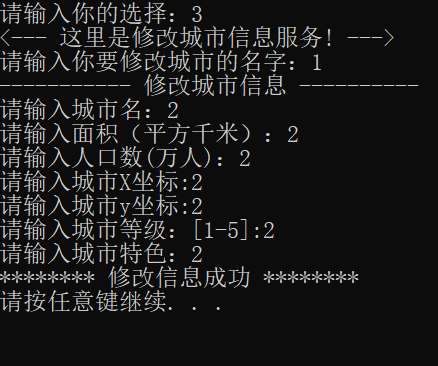 请输入你的选择：3
<--- 这里是修改城市信息服务! --->
请输入你要修改城市的名字：1
----------- 修改城市信息 ----------
请输入城市名：2
请输入面积（平方千米）：2
请输入人口数(万人)：2
请输入城市X坐标:2
请输入城市y坐标:2
请输入城市等级：[1-5]:2
请输入城市特色：2
******** 修改信息成功 ********
请按任意键继续. . .